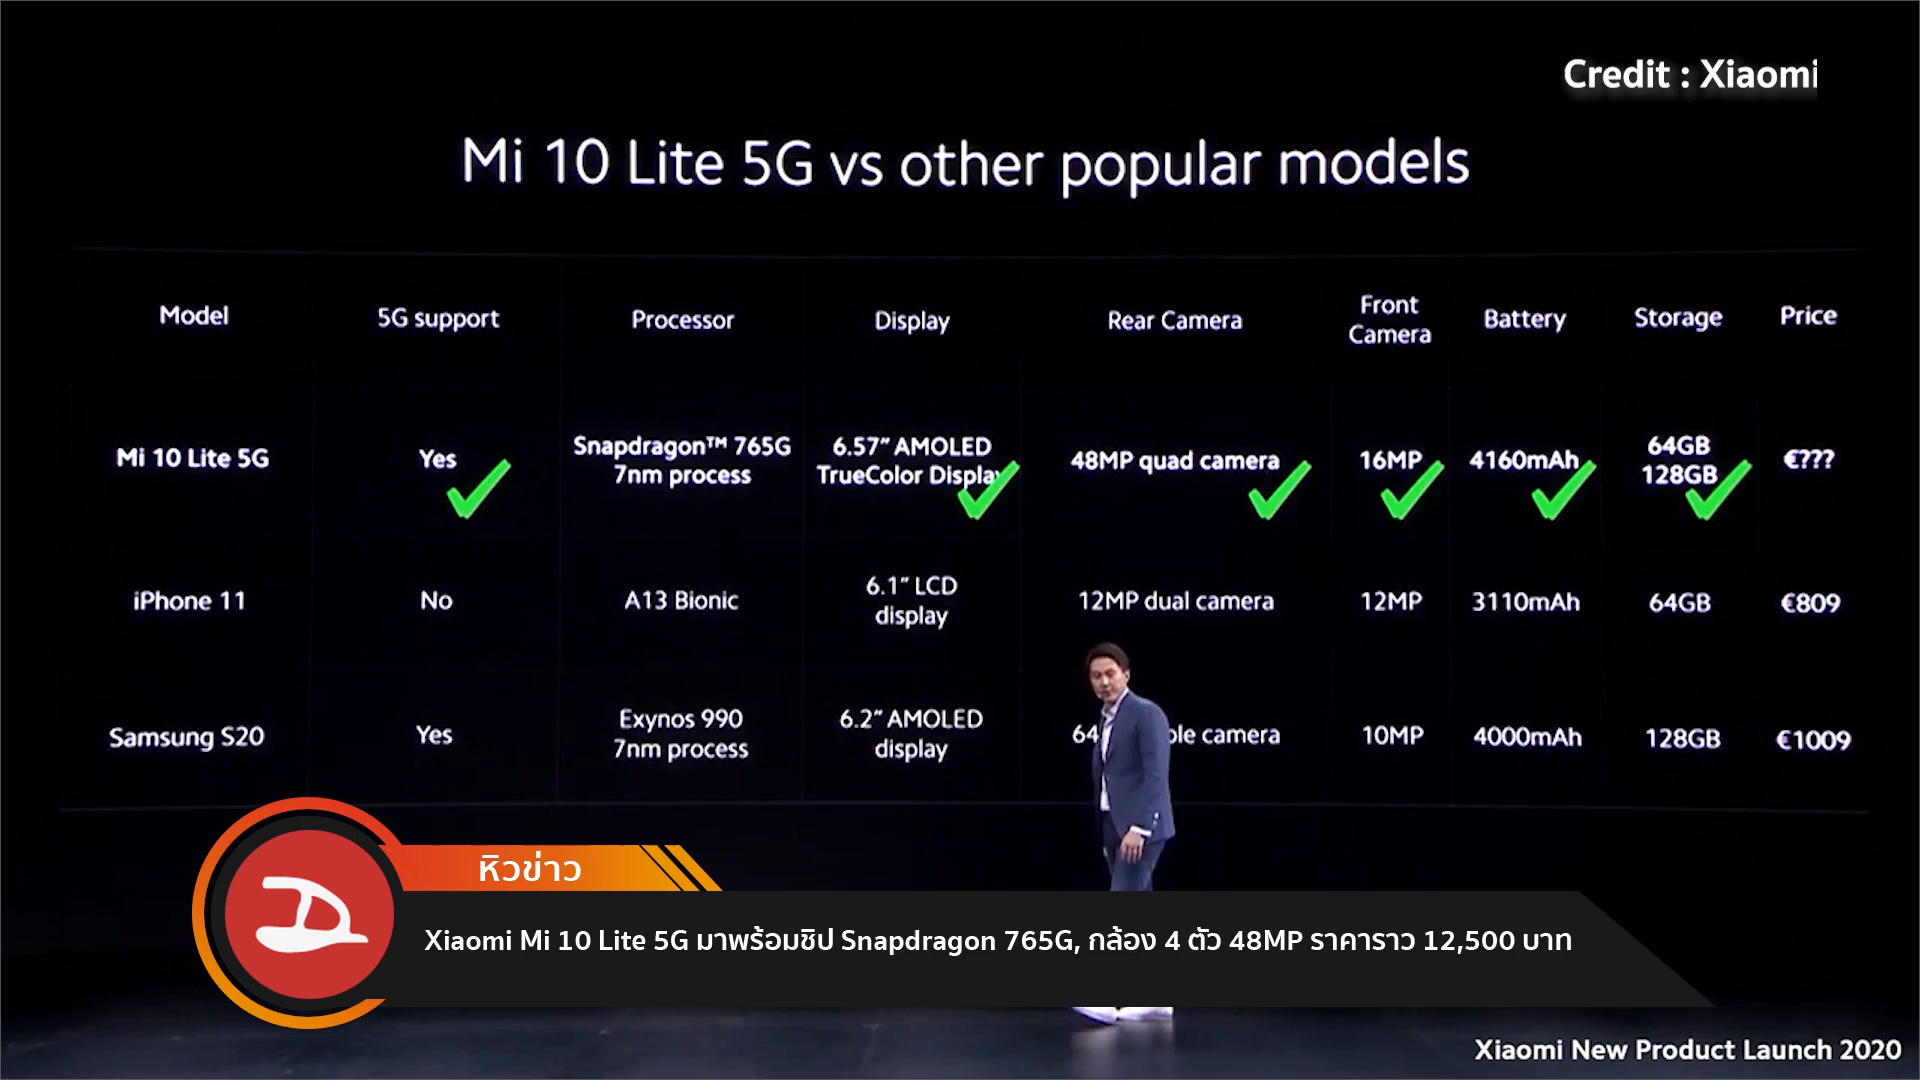 Credit : Xiaomi
Mi 10 Lite 5G vs other popular models
Model 5G support Processor Display Rear Camera Front Camera Battery Storage Price
Mi 10 Lite 5G Yes Snapdragon™ 765G 7nm process 6.57” AMOLED TrueColor Display 48MP quad camera 16MP 4160mAh 64GB 128GB €???
iPhone 11 No A13 Bionic 6.1” LCD display 12MP dual camera 12MP 3110mAh 64GB €809
Samsung S20 Yes Exynos 990 7nm process 6.2” AMOLED display camera 10MP 4000mAh 128GB €1009
หิวข่าว
Xiaomi Mi 10 Lite 5G มาพร้อมชิป Snapdragon 765G, กล้อง 4 ตัว 48MP ราคาราว 12,500 บาท
Xiaomi New Product Launch 2020